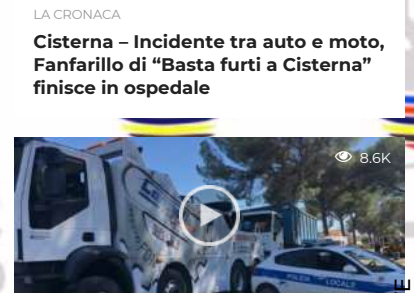 LA CRONACA
Cisterna – Incidente tra auto e moto,
Fanfarillo di “Basta furti a Cisterna”
finisce in ospedale
8.6K
POLIZIA LOCALE